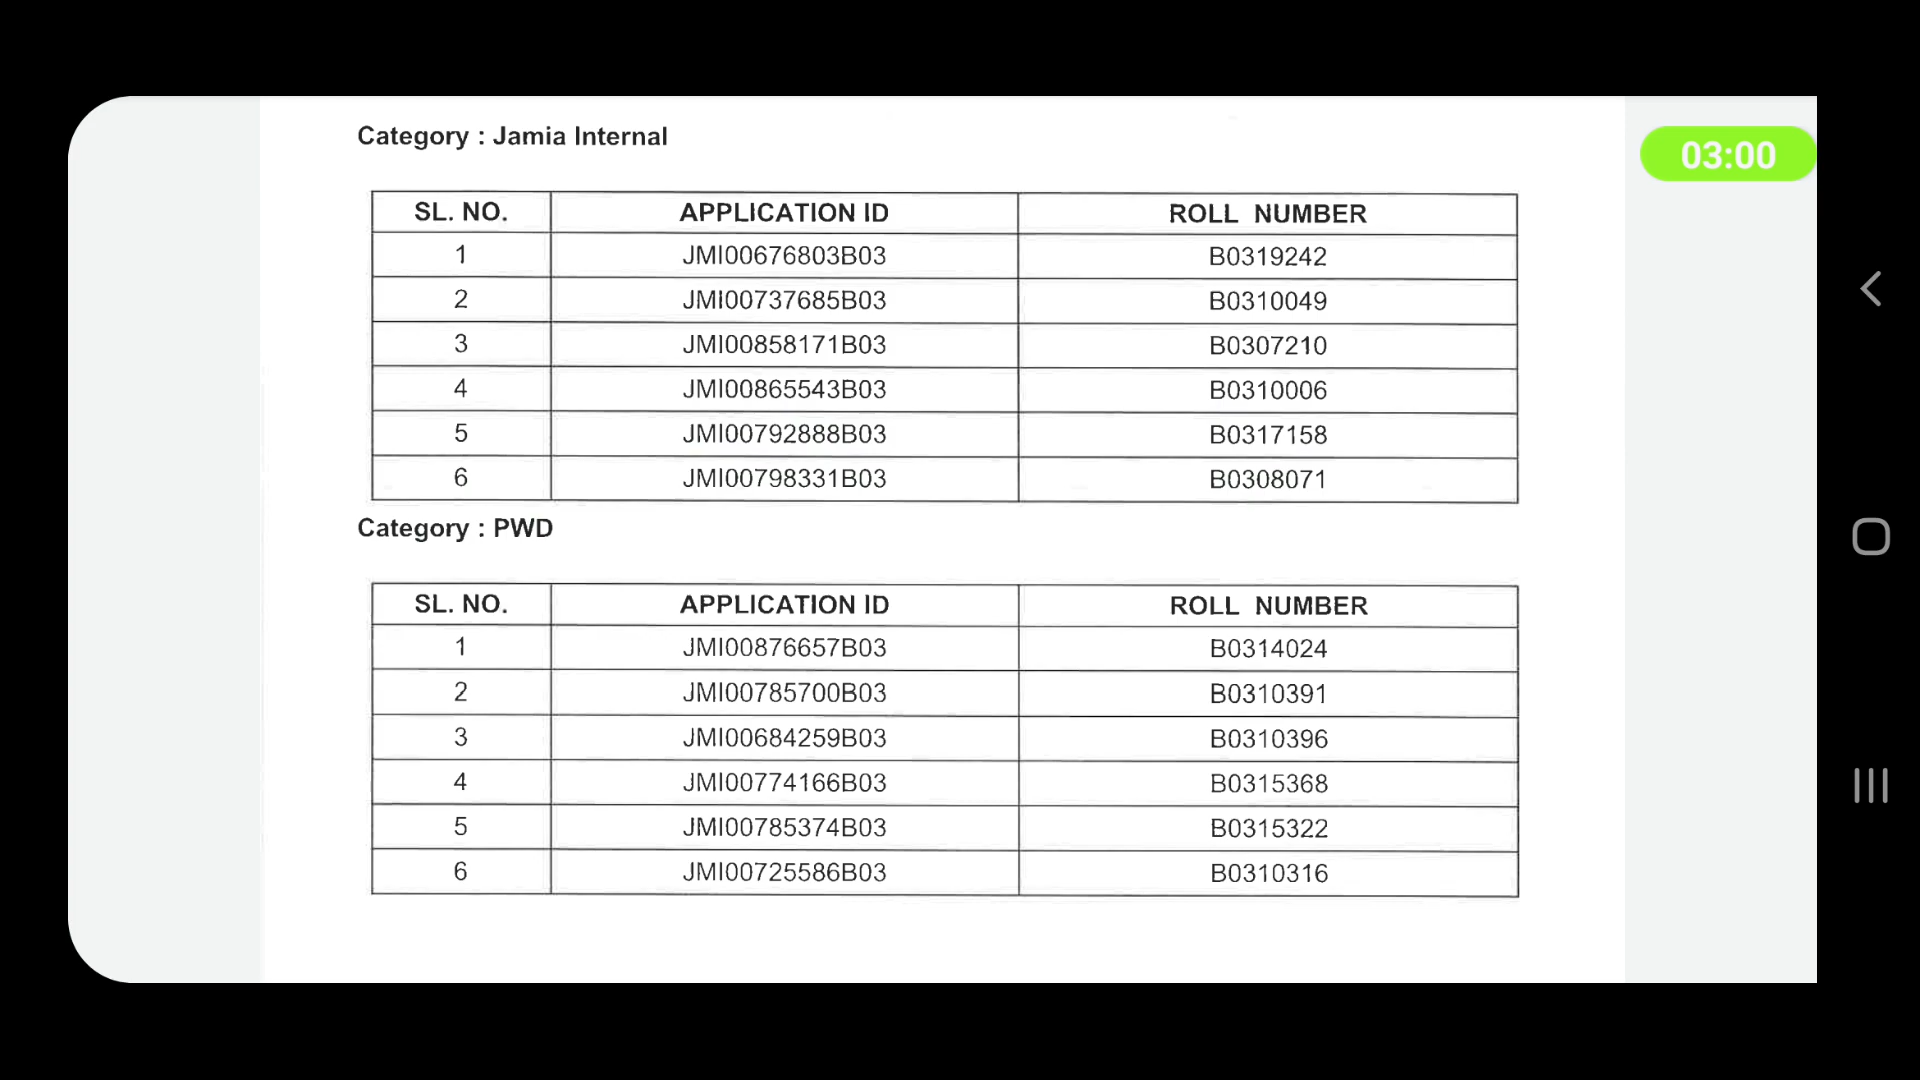 Category : Jamia Internal
03:00
SL. NO. APPLICATION ID ROLL NUMBER
1 JMI00676803B03 B0319242
2 JMI00737685B03 B0310049
3 JMI00858171B03 B0307210
4 JMI00865543B03 B0310006
5 JMI00792888B03 B0317158
6 JMI00798331B03 B0308071
Category : PWD
SL. NO. APPLICATION ID ROLL NUMBER
1 JMI00876657B03 B0314024
2 JMI00785700B03 B0310391
3 JMI00684259B03 B0310396
4 JMI00774166B03 B0315368
5 JMI00785374B03 B0315322
6 JMI00725586B03 B0310316